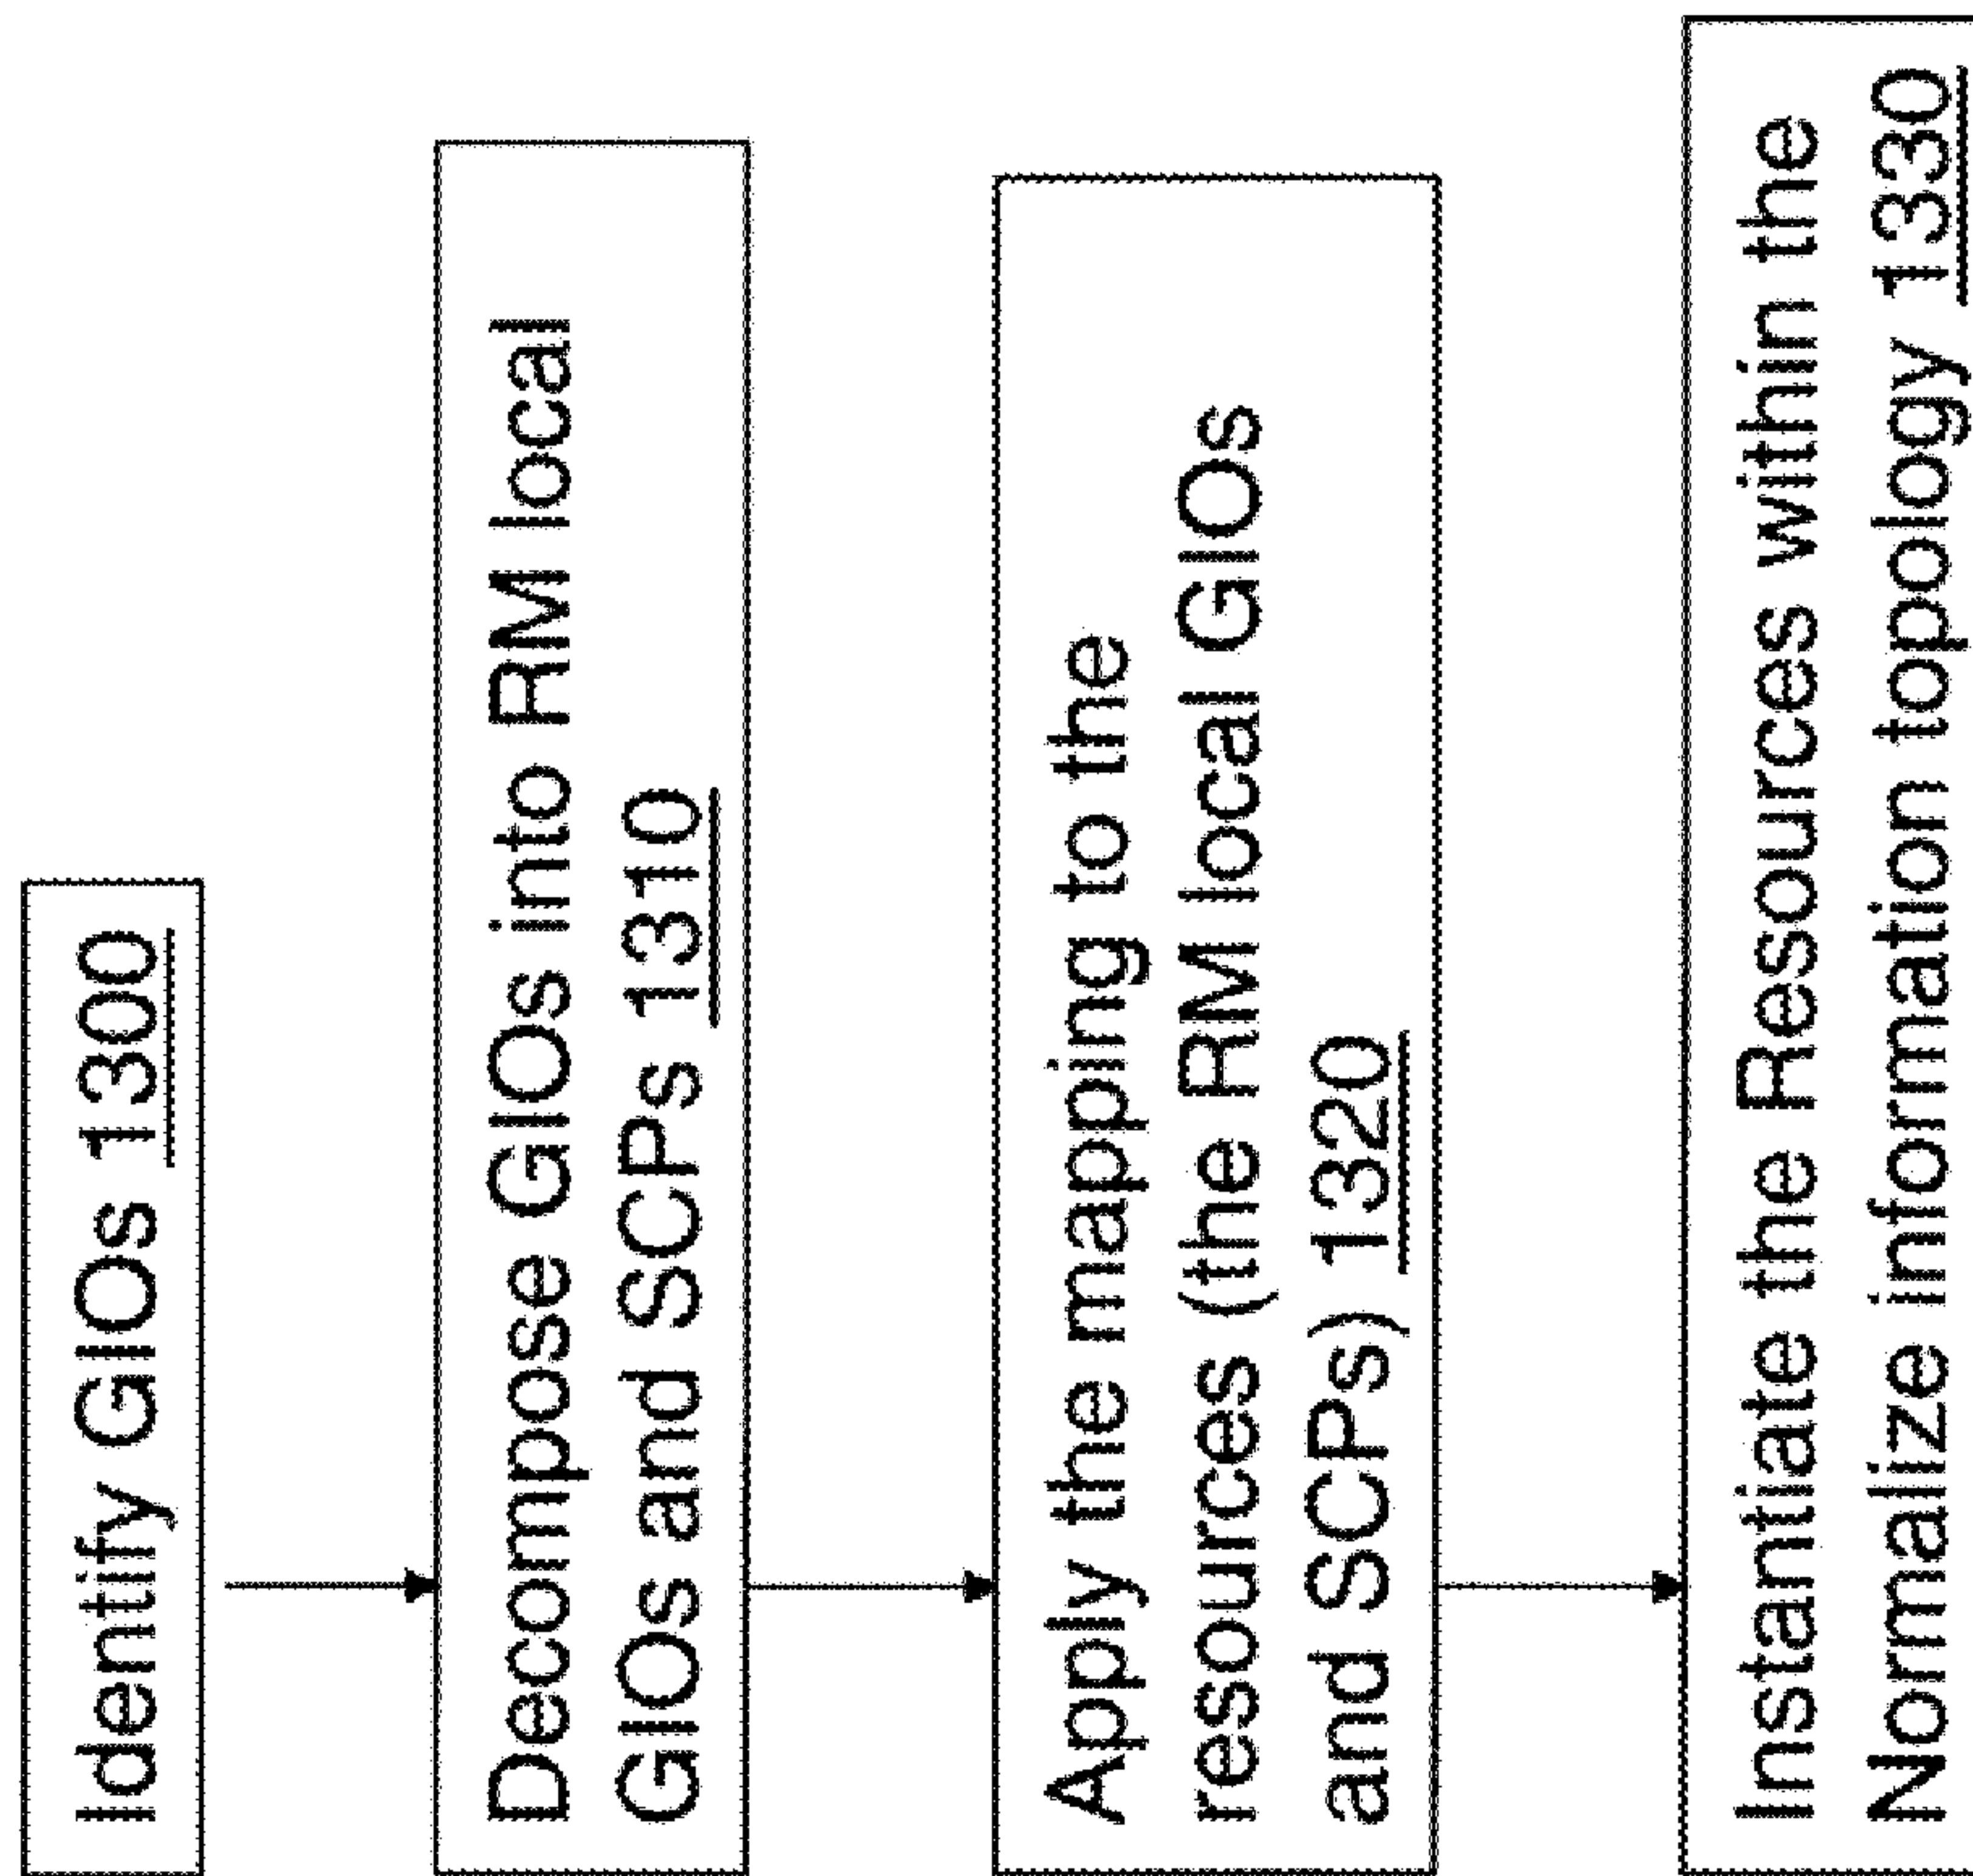 Identify GIOs 1300
Decompose GIOs into RM local
GIOs and SCPs 1310
Apply the mapping to the
resources (the RM local GIOs
and SCPs) 1320
Instantiate the Resources within the
Normalize information topology 1330